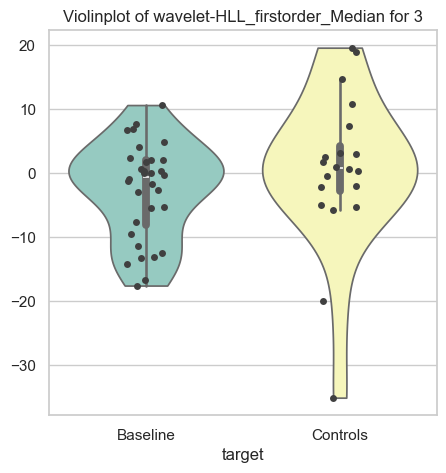 Violinplot of wavelet-HLL_firstorder_Median for 3
20
10
0
−10
−20
−30
Baseline Controls
target